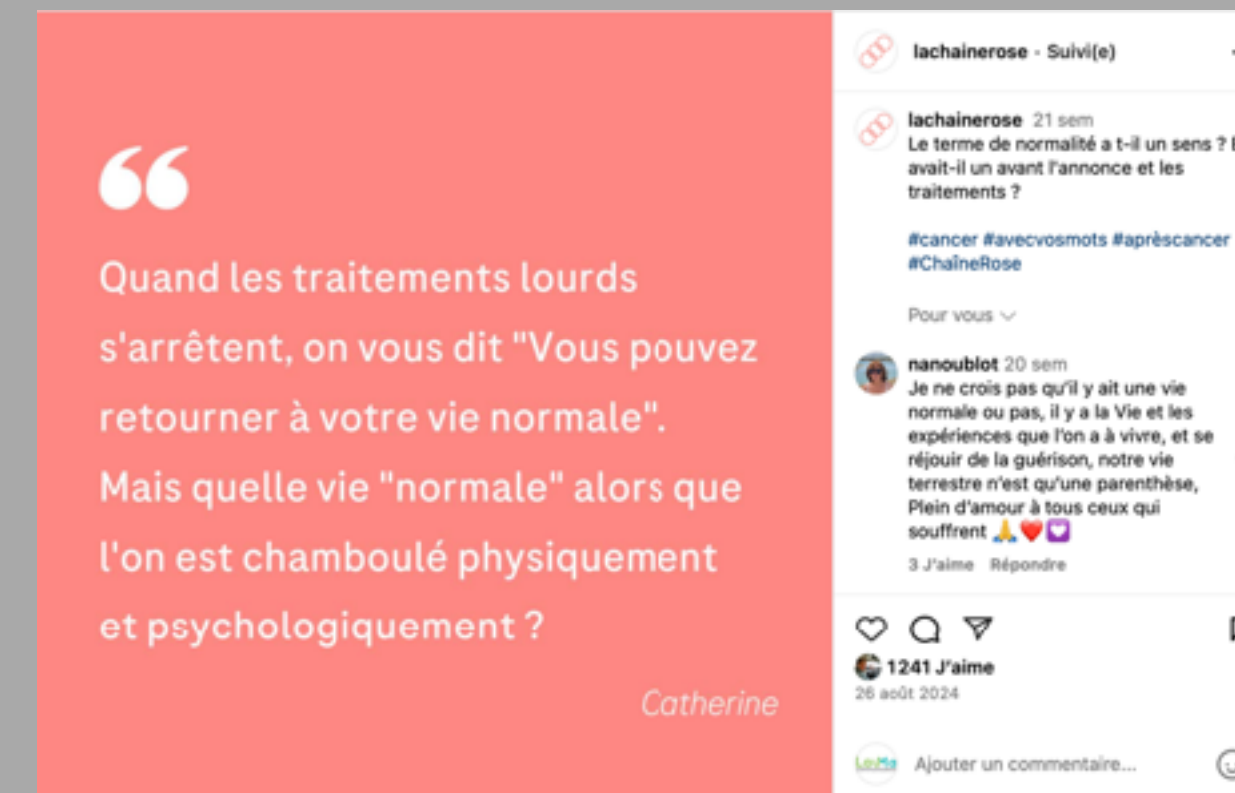 Quand les traitements lourds
s'arrêtent, on vous dit "Vous pouvez
retourner à votre vie normale".
Mais quelle vie "normale" alors que
l'on est chamboulé physiquement
et psychologiquement ?
Catherine
lachainerose · Suivi(e)
lachainerose 21 sem
Le terme de normalité a t-il un sens ?
avait-il un avant l'annonce et les
traitements ?
#cancer #avecvosmots #aprèscancer
#ChaîneRose
Pour vous
nanoublot 20 sem
Je ne crois pas qu'il y ait une vie
normale ou pas, il y a la Vie et les
expériences que l'on a à vivre, et se
réjouir de la guérison, notre vie
terrestre n'est qu'une parenthèse,
Plein d'amour à tous ceux qui
souffrent 🙏❤️💟
3 J'aime Répondre
1241 J'aime
26 août 2024
Ajouter un commentaire...